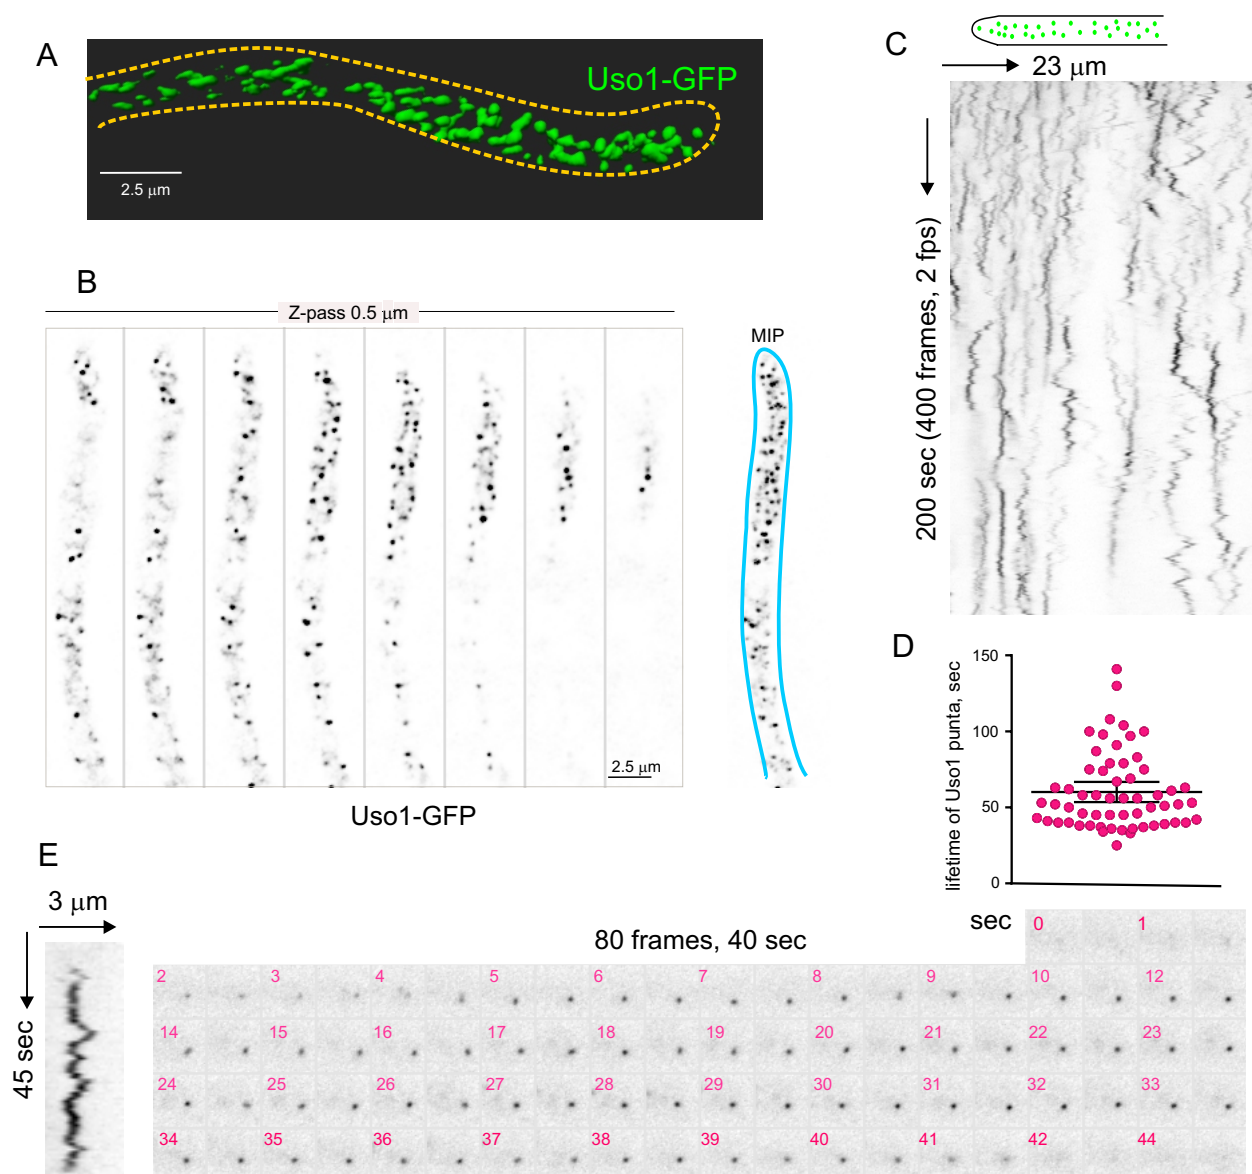 A
Uso1-GFP
2.5 μm
B
Z-pass 0.5 μm
MIP
2.5 μm
Uso1-GFP
C
23 μm
200 sec (400 frames, 2 fps)
D
lifetime of Uso1 punta, sec
150
100
50
0
E
3 μm
45 sec
80 frames, 40 sec
sec 0 1
2 3 4 5 6 7 8 9 10 12
14 15 16 17 18 19 20 21 22 23
24 25 26 27 28 29 30 31 32 33
34 35 36 37 38 39 40 41 42 44